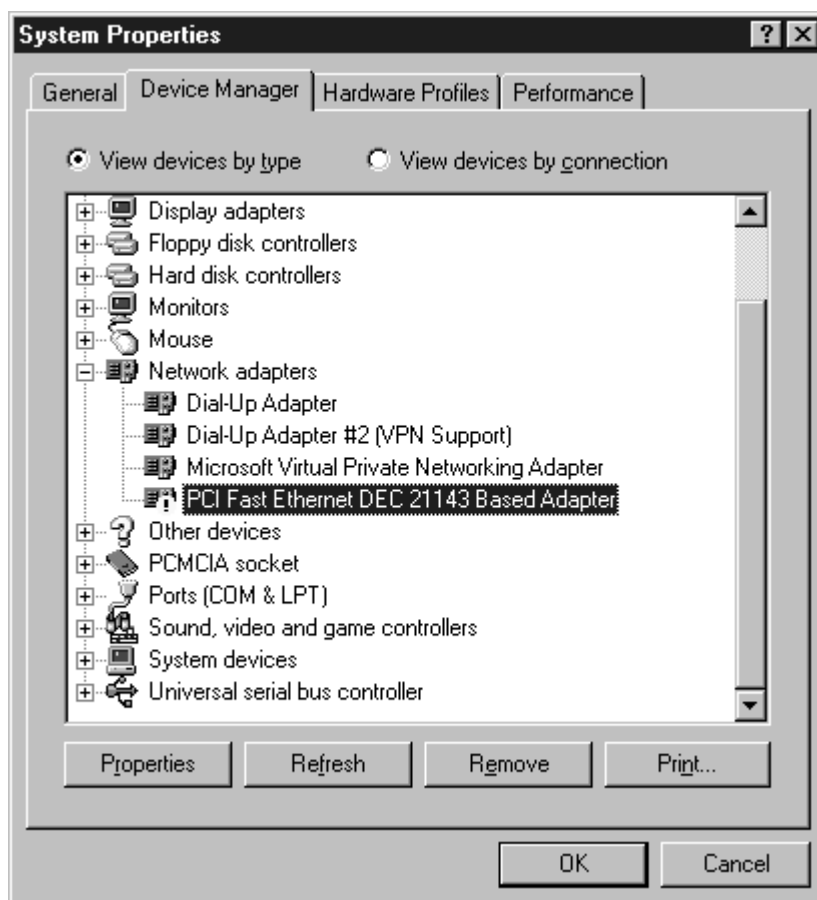 System Properties
General Device Manager Hardware Profiles Performance
View devices by type View devices by connection
Display adapters
Floppy disk controllers
Hard disk controllers
Monitors
Mouse
Network adapters
Dial-Up Adapter
Dial-Up Adapter #2 (VPN Support)
Microsoft Virtual Private Networking Adapter
PCI Fast Ethernet DEC 21143 Based Adapter
Other devices
PCMCIA socket
Ports (COM & LPT)
Sound, video and game controllers
System devices
Universal serial bus controller
Properties Refresh Remove Print...
OK Cancel